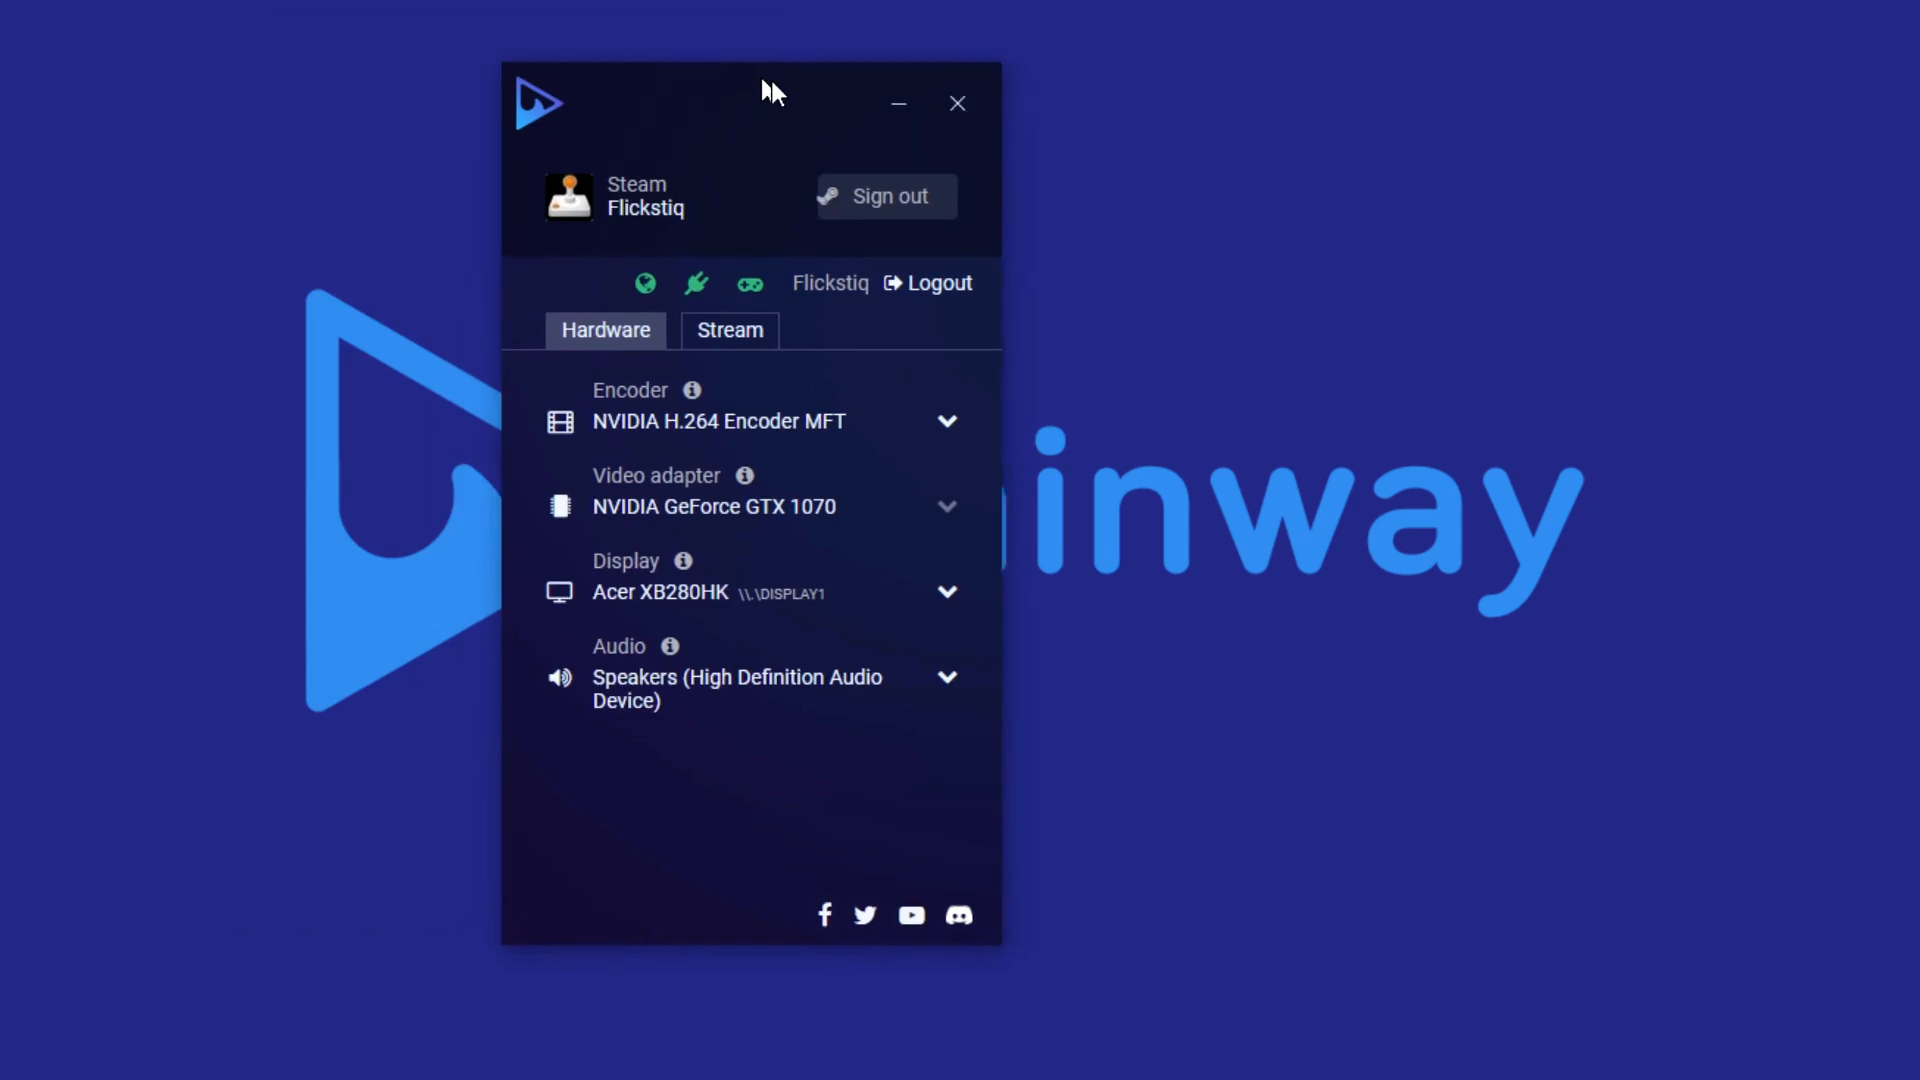 Steam
Flickstiq
Sign out
Flickstiq Logout
Hardware Stream
Encoder
NVIDIA H.264 Encoder MFT
Video adapter
NVIDIA GeForce GTX 1070
Display
Acer XB280HK \\.\DISPLAY1
Audio
Speakers (High Definition Audio
Device)
inway